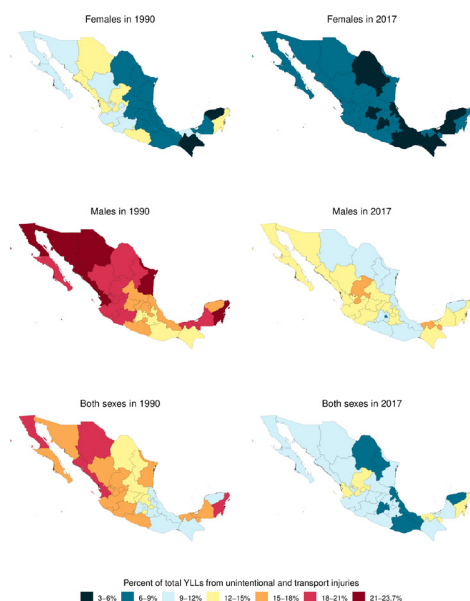 Females in 1990
Females in 2017
Males in 1990
Males in 2017
Both sexes in 1990
Both sexes in 2017
Percent of total YLLs from unintentional and transport injuries
3–6% 6–9% 9–12% 12–15% 15–18% 18–21% 21–23.7%